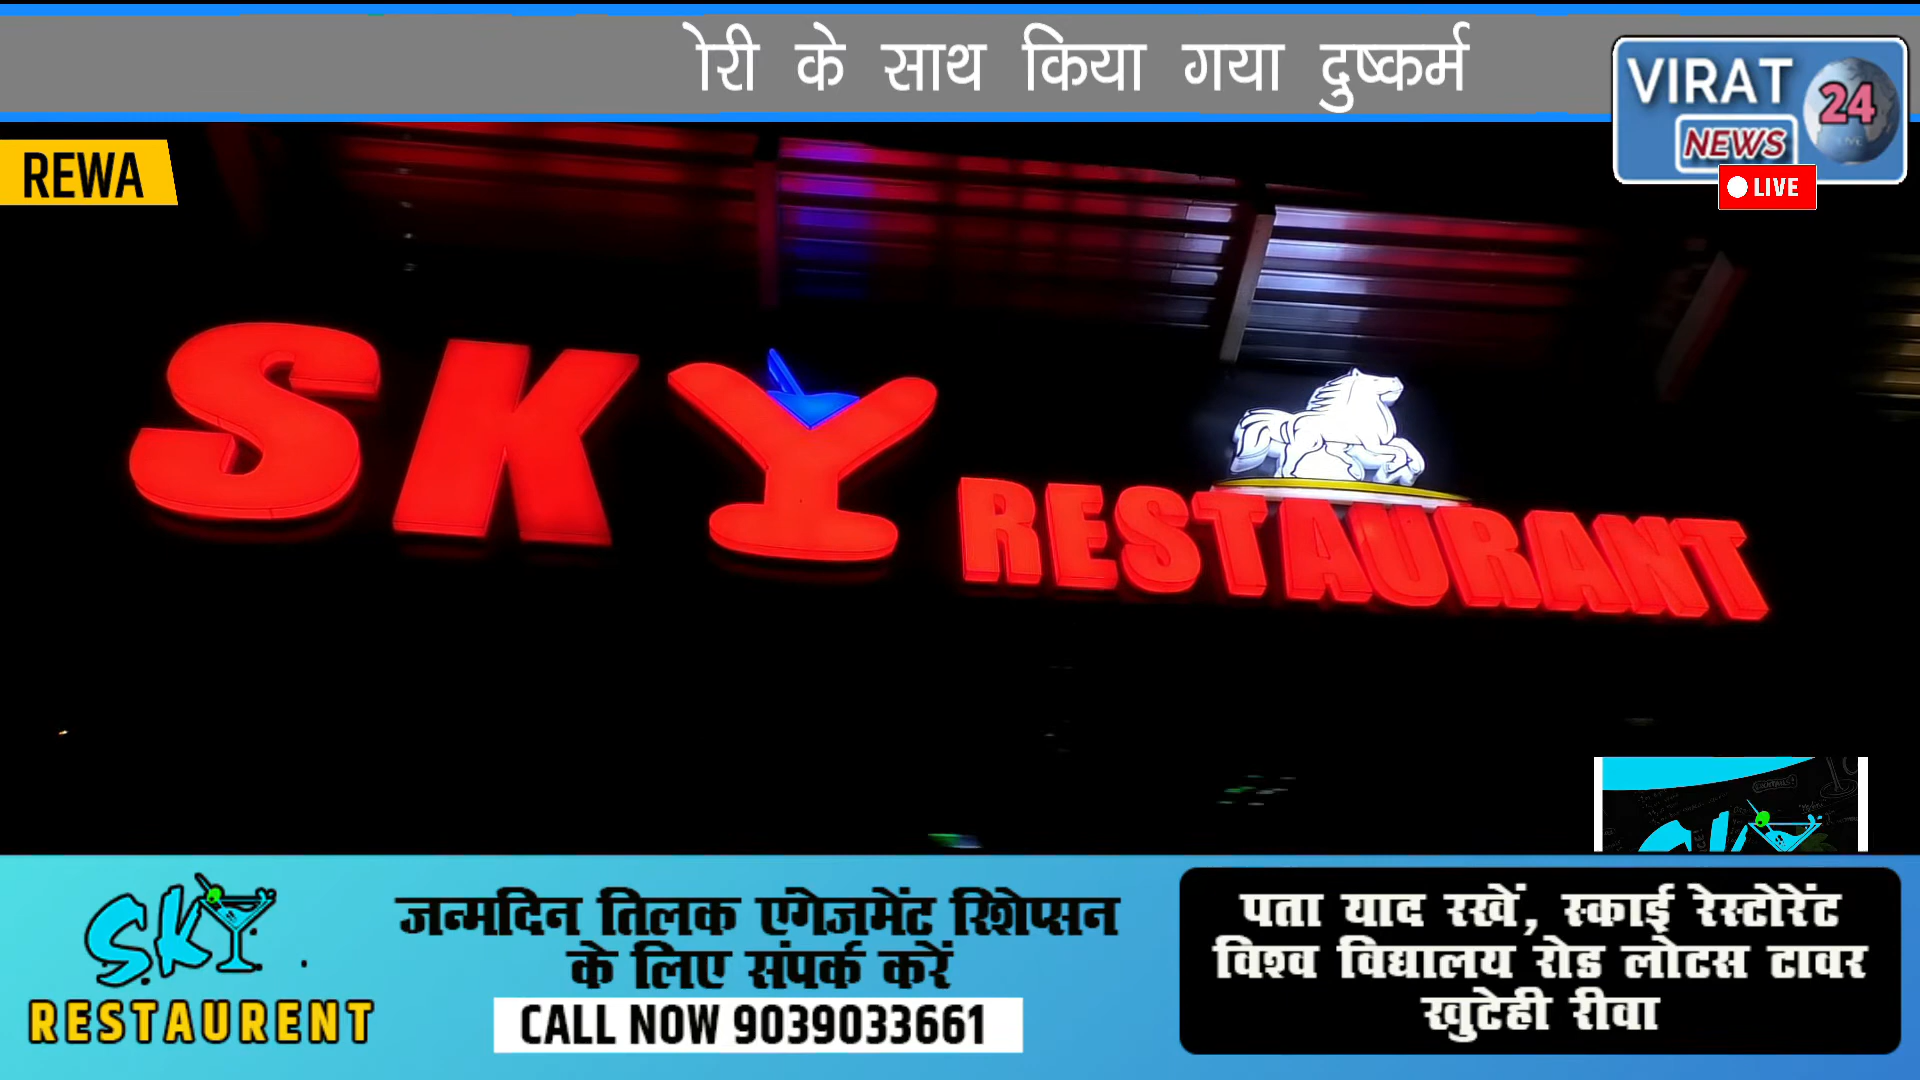 ोरी के साथ किया गया दुष्कर्म
VIRAT
24
NEWS
LIVE
REWA
SKY
RESTAURANT
SKY
RESTAURENT
जन्मदिन तिलक एंगेजमेंट रिशेप्सन
के लिए संपर्क करें
CALL NOW 9039033661
पता याद रखें, स्काई रेस्टोरेंट
विश्व विद्यालय रोड लोटस टावर
खुटेही रीवा